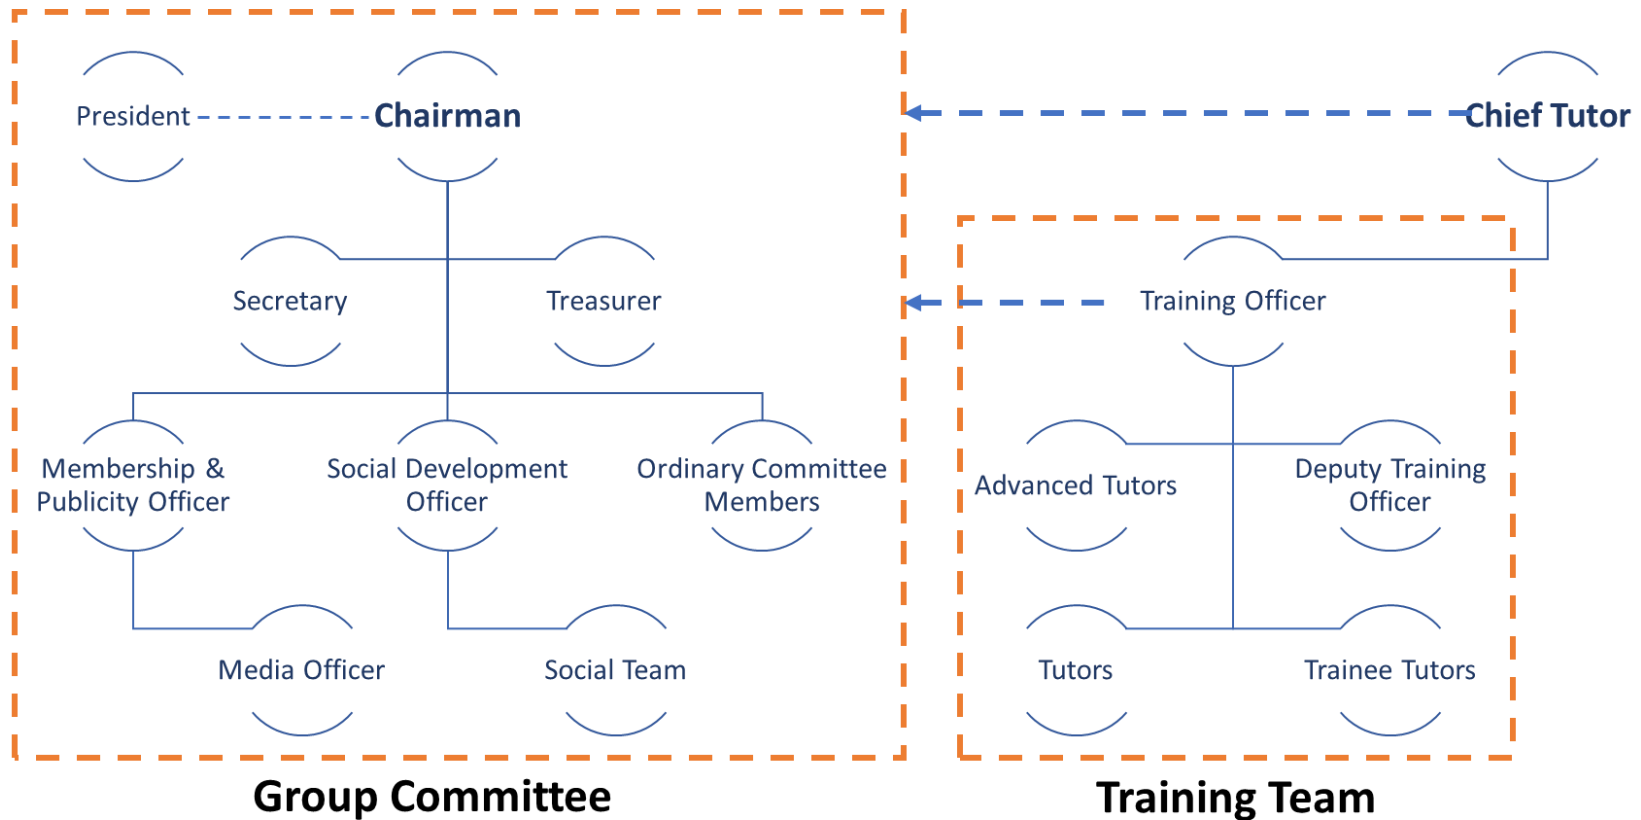 President
Chairman
Chief Tutor
Secretary
Treasurer
Training Officer
Membership &
Publicity Officer
Social Development
Officer
Ordinary Committee
Members
Advanced Tutors
Deputy Training
Officer
Media Officer
Social Team
Tutors
Trainee Tutors
Group Committee
Training Team